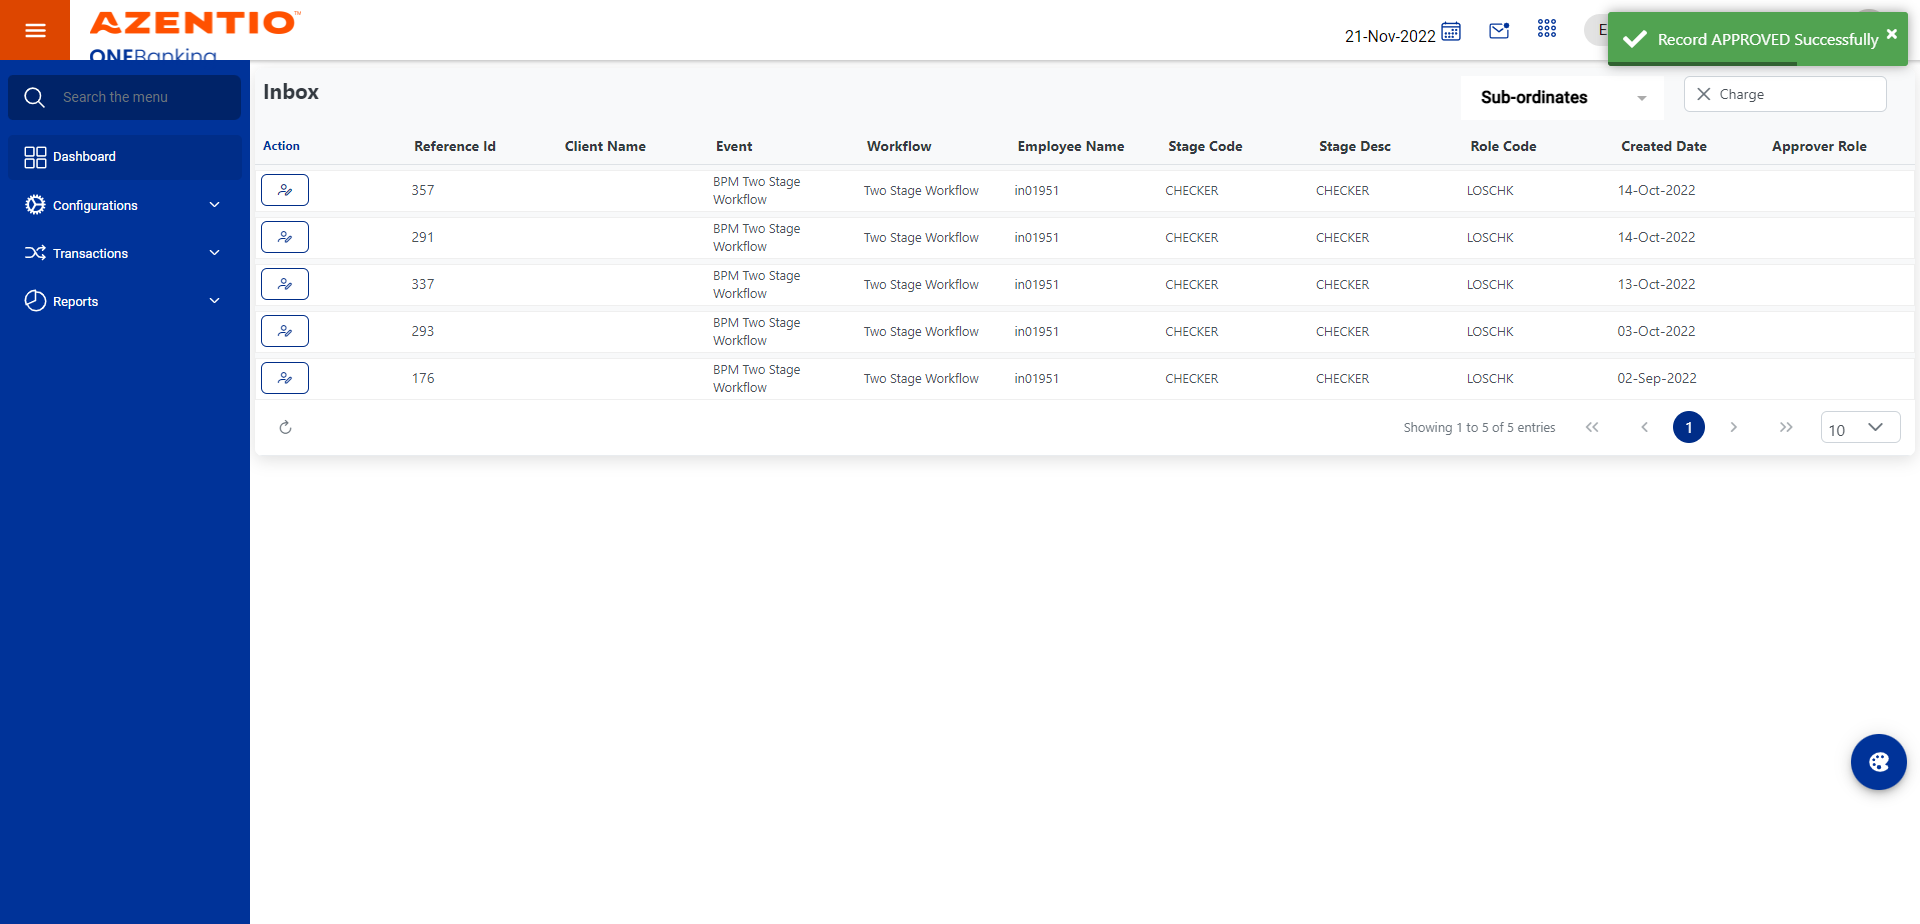 AZENTIO™
ONEBanking
21-Nov-2022
E
Record APPROVED Successfully
Search the menu
Dashboard
Configurations
Transactions
Reports
Inbox
Sub-ordinates
Charge
Action Reference Id Client Name Event Workflow Employee Name Stage Code Stage Desc Role Code Created Date Approver Role
357 BPM Two Stage Workflow Two Stage Workflow in01951 CHECKER CHECKER LOSCHK 14-Oct-2022
291 BPM Two Stage Workflow Two Stage Workflow in01951 CHECKER CHECKER LOSCHK 14-Oct-2022
337 BPM Two Stage Workflow Two Stage Workflow in01951 CHECKER CHECKER LOSCHK 13-Oct-2022
293 BPM Two Stage Workflow Two Stage Workflow in01951 CHECKER CHECKER LOSCHK 03-Oct-2022
176 BPM Two Stage Workflow Two Stage Workflow in01951 CHECKER CHECKER LOSCHK 02-Sep-2022
Showing 1 to 5 of 5 entries 1 10